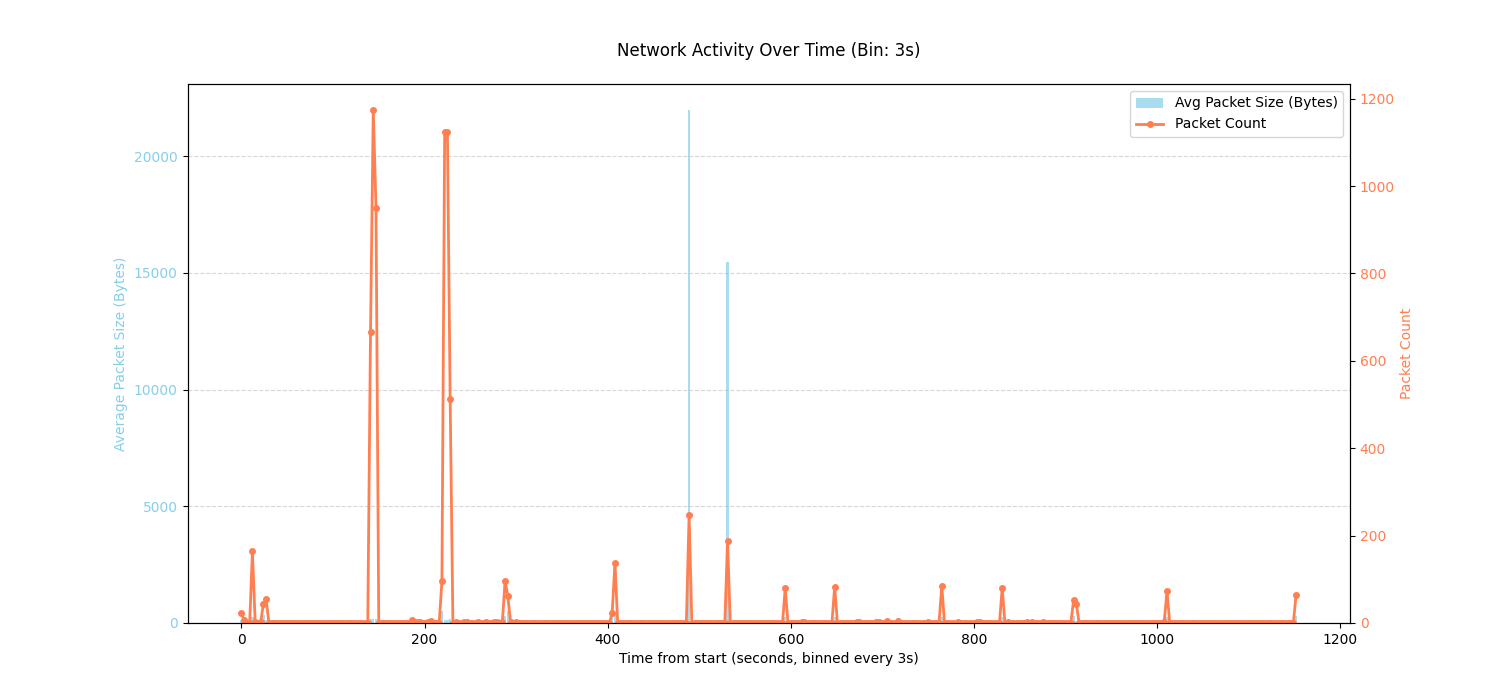 Network Activity Over Time (Bin: 3s)
Avg Packet Size (Bytes)
Packet Count
Average Packet Size (Bytes)
20000
15000
10000
5000
0
1200
1000
800
600
400
200
0
Packet Count
0 200 400 600 800 1000 1200
Time from start (seconds, binned every 3s)